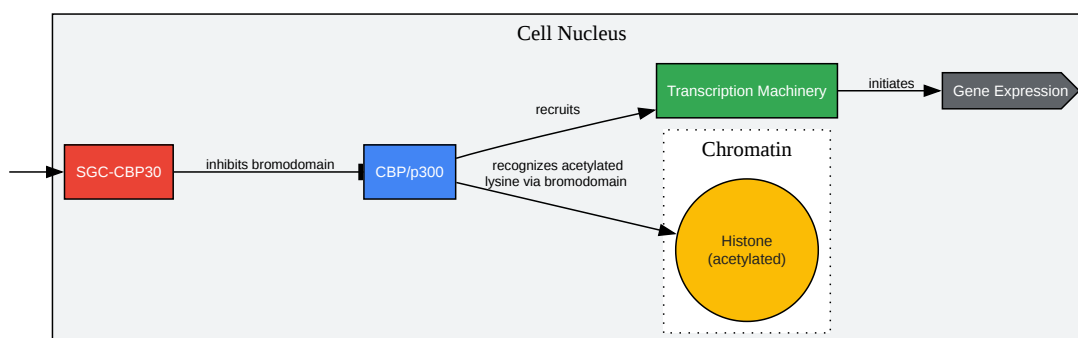 Cell Nucleus
SGC-CBP30
inhibits bromodomain
CBP/p300
recruits
recognizes acetylated
lysine via bromodomain
Transcription Machinery
initiates
Gene Expression
Chromatin
Histone
(acetylated)